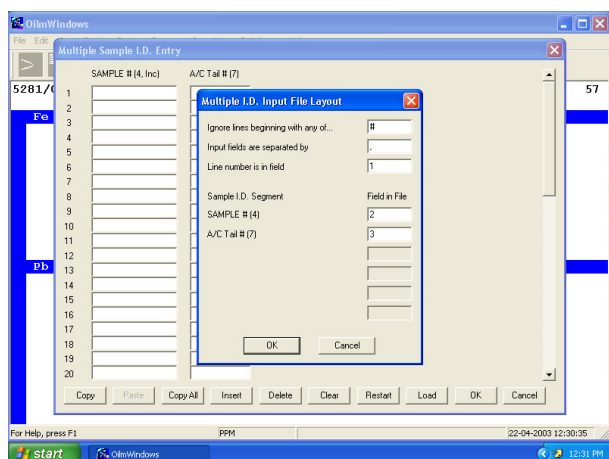 OilmWindows
File Edit
Multiple Sample I.D. Entry
SAMPLE # (4, Inc) A/C Tail # (7)
5281/ 57
Fe
Pb
1
2
3
4
5
6
7
8
9
10
11
12
13
14
15
16
17
18
19
20
Multiple I.D. Input File Layout
Ignore lines beginning with any of... #
Input fields are separated by ,
Line number is in field 1
Sample I.D. Segment Field in File
SAMPLE # (4) 2
A/C Tail # (7) 3
OK Cancel
Copy Paste Copy All Insert Delete Clear Restart Load OK Cancel
For Help, press F1 PPM 22-04-2003 12:30:35
start OilmWindows 12:31 PM